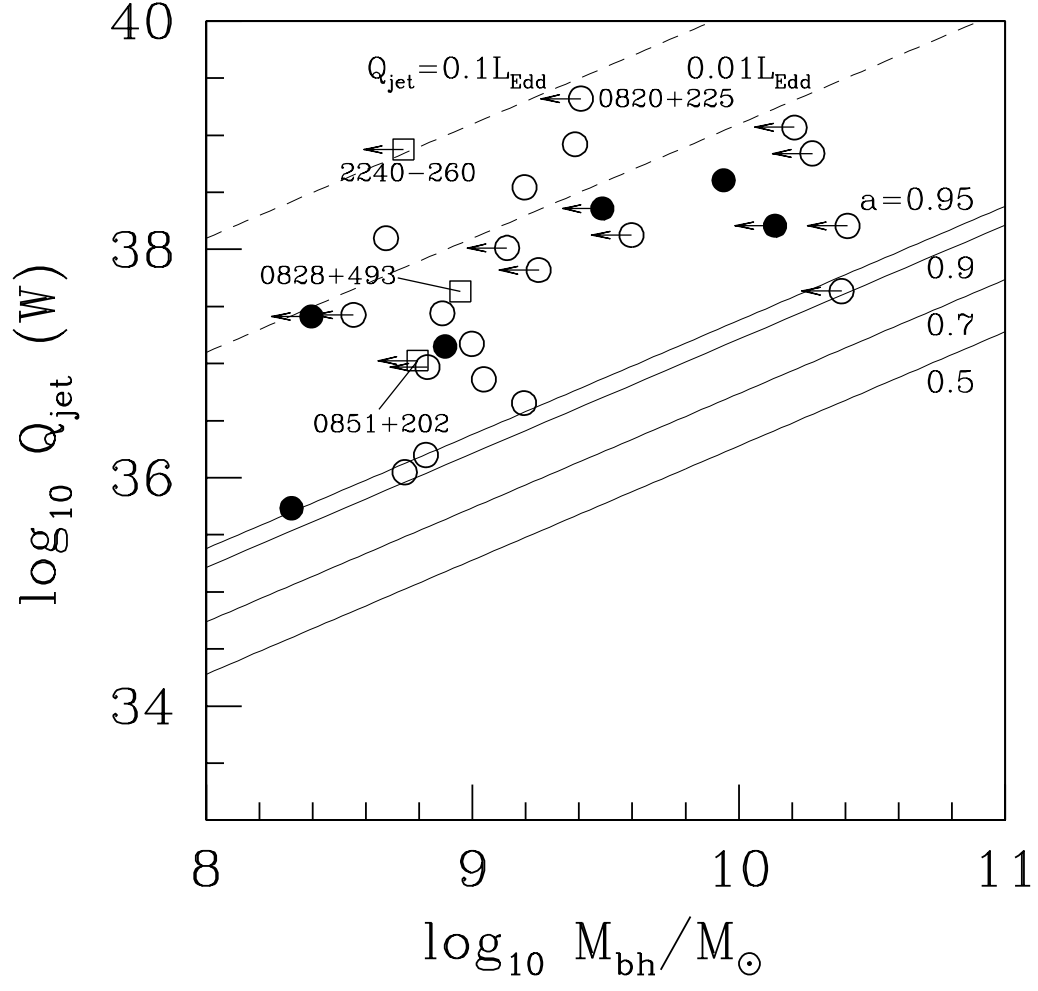 40
Q_jet=0.1L_Edd
0.01L_Edd
0820+225
2240−260
a=0.95
38
0828+493
0.9
0.7
0.5
0851+202
36
34
log₁₀ Q_jet (W)
8 9 10 11
log₁₀ M_bh/M_⊙